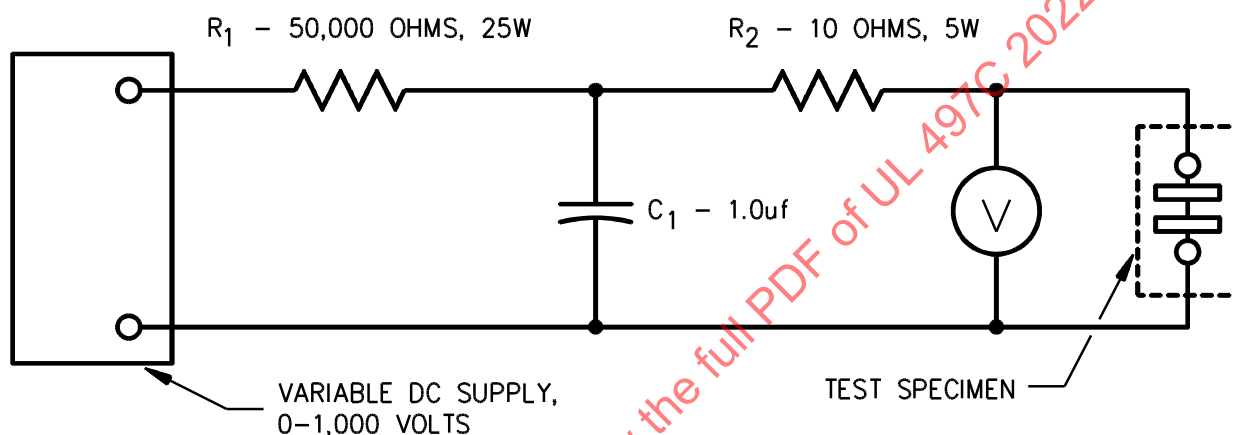 R₁ – 50,000 OHMS, 25W
R₂ – 10 OHMS, 5W
C₁ – 1.0uf
V
VARIABLE DC SUPPLY,
0–1,000 VOLTS
TEST SPECIMEN
the full PDF of UL 497C 2022